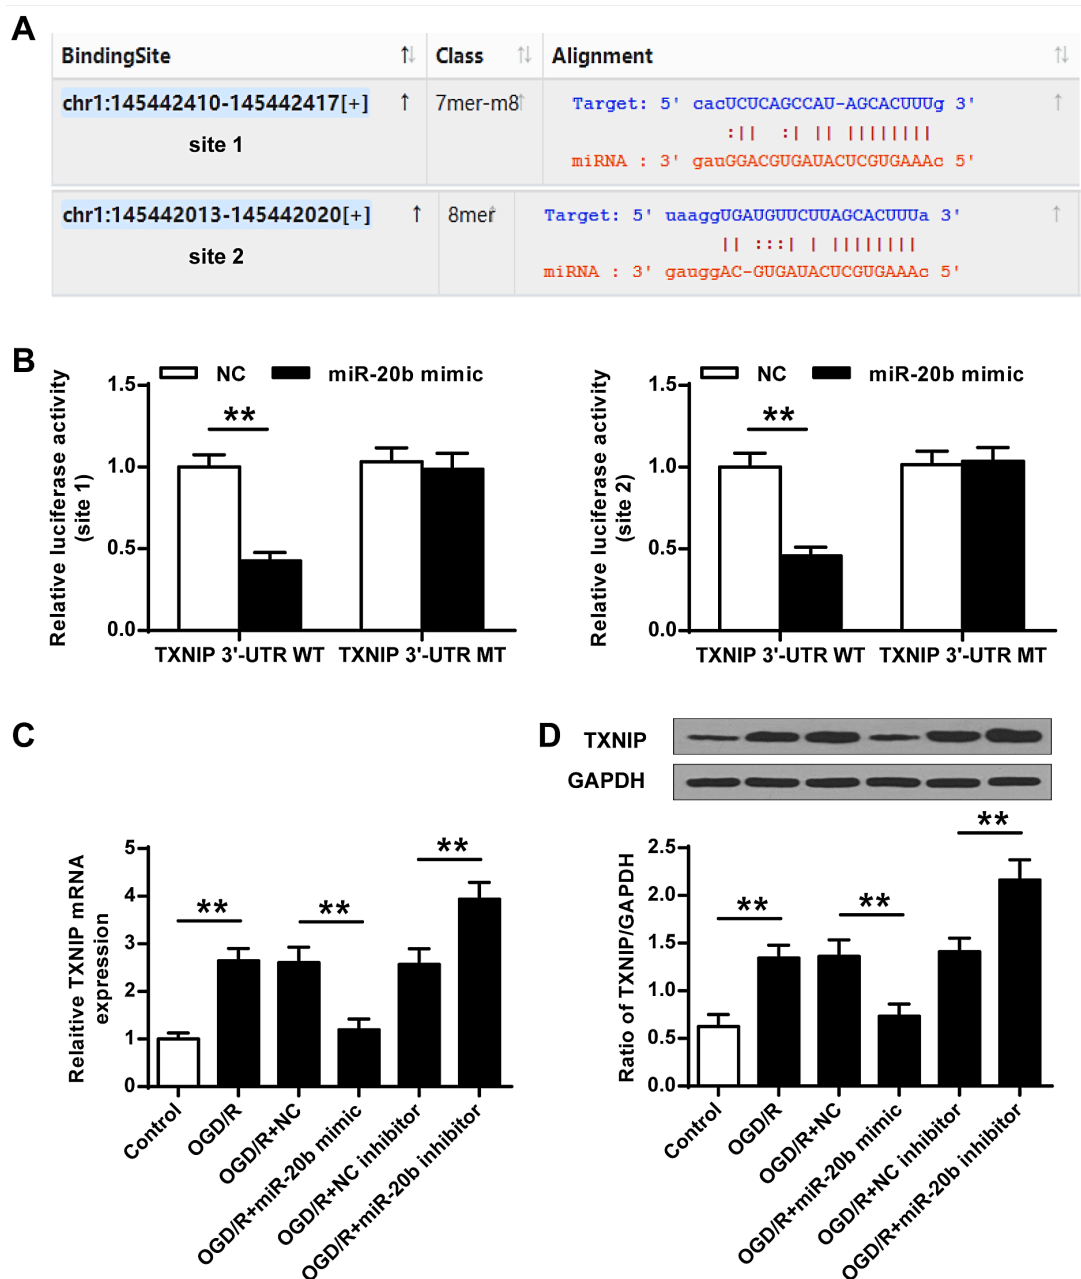 A
BindingSite ↑↓ Class ↑↓ Alignment ↑↓
chr1:145442410-145442417[+] ↑ 7mer-m8 ↑ Target: 5' cacUCUCAGCCAU-AGCACUUUg 3' ↑
:|| :| || ||||||||
site 1
miRNA : 3' gauGGACGUGAUACUCGUGAAAc 5'
chr1:145442013-145442020[+] ↑ 8mer ↑ Target: 5' uaaggUGAUGUUCUUAGCACUUUa 3' ↑
|| :::| | ||||||||
site 2
miRNA : 3' gauggAC-GUGAUACUCGUGAAAc 5'
B
NC miR-20b mimic
Relative luciferase activity
(site 1)
1.5
1.0
0.5
0.0
**
TXNIP 3'-UTR WT TXNIP 3'-UTR MT
NC miR-20b mimic
Relative luciferase activity
(site 2)
1.5
1.0
0.5
0.0
**
TXNIP 3'-UTR WT TXNIP 3'-UTR MT
C
Relaitive TXNIP mRNA
expression
5
4
3
2
1
0
** ** **
Control
OGD/R
OGD/R+NC
OGD/R+miR-20b mimic
OGD/R+NC inhibitor
OGD/R+miR-20b inhibitor
D
TXNIP
GAPDH
Ratio of TXNIP/GAPDH
2.5
2.0
1.5
1.0
0.5
0.0
** ** **
Control
OGD/R
OGD/R+NC
OGD/R+miR-20b mimic
OGD/R+NC inhibitor
OGD/R+miR-20b inhibitor